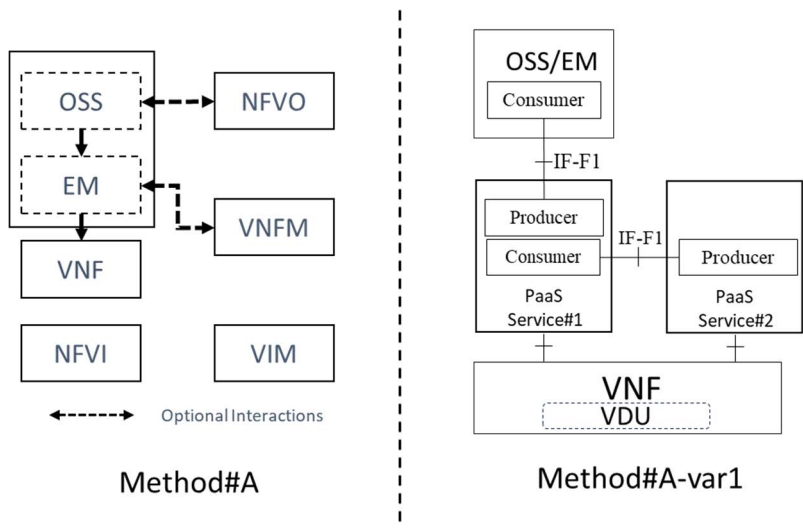 OSS
NFVO
EM
VNFM
VNF
NFVI
VIM
Optional Interactions
Method#A
OSS/EM
Consumer
IF-F1
Producer
Consumer
PaaS
Service#1
IF-F1
Producer
PaaS
Service#2
VNF
VDU
Method#A-var1